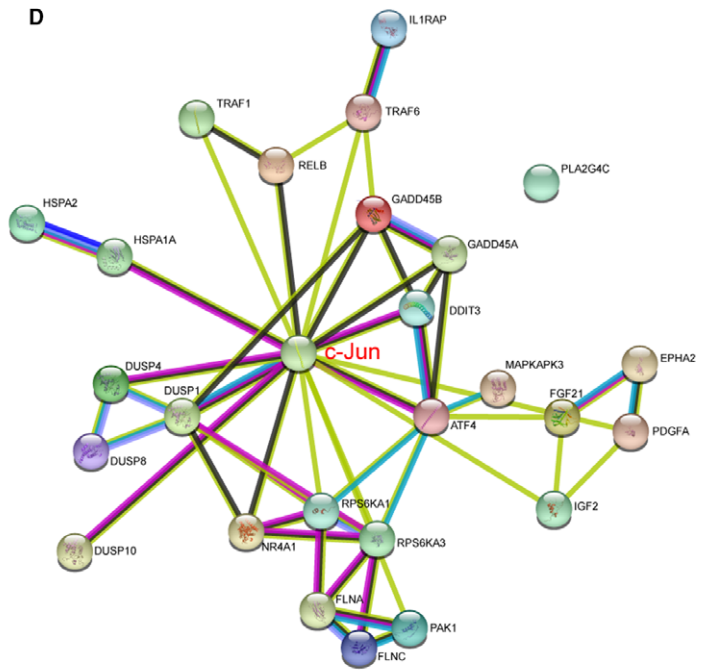 D
IL1RAP
TRAF1
TRAF6
RELB
PLA2G4C
HSPA2
GADD45B
HSPA1A
GADD45A
DDIT3
c-Jun
DUSP4
MAPKAPK3
EPHA2
DUSP1
FGF21
ATF4
PDGFA
DUSP8
IGF2
RPS6KA1
NR4A1
RPS6KA3
DUSP10
FLNA
PAK1
FLNC